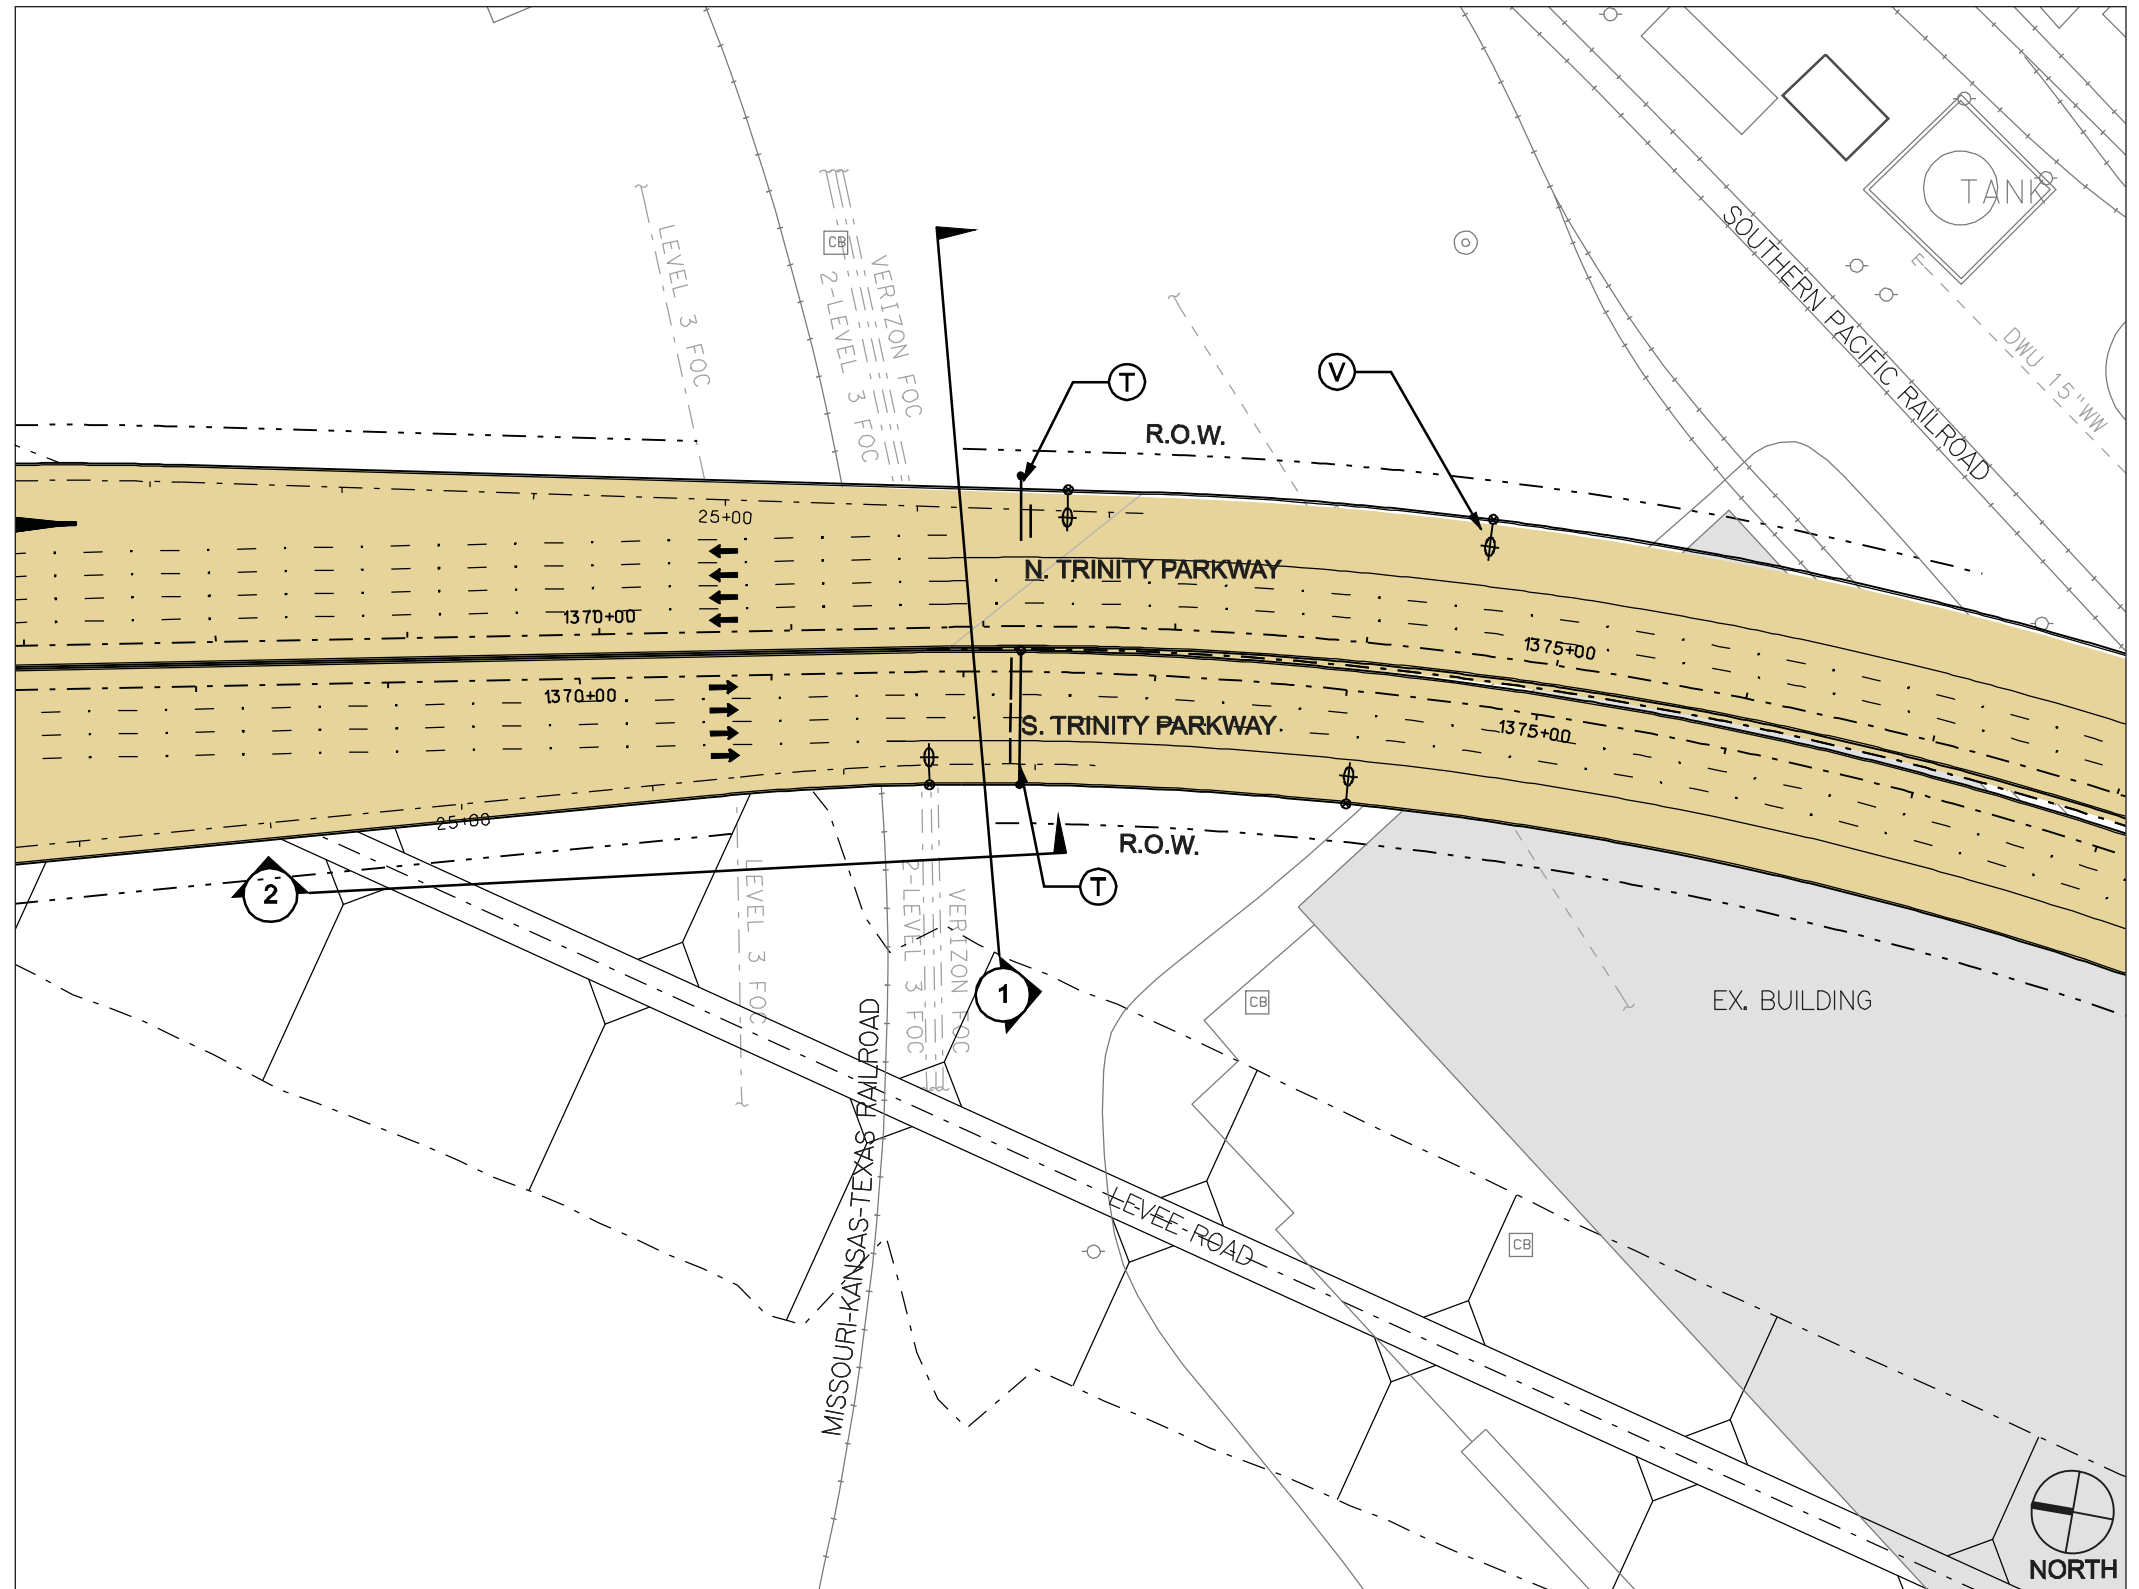 TANK
SOUTHERN PACIFIC RAILROAD
E
DWU 15"WW
LEVEL 3 FOC
CB
VERIZON FOC
2-LEVEL 3 FOC
T
V
R.O.W.
25+00
N. TRINITY PARKWAY
1370+00
1375+00
1370+00
S. TRINITY PARKWAY
1375+00
25+00
R.O.W.
2
T
LEVEL 3 FOC
2-LEVEL 3 FOC
VERIZON FOC
1
CB
EX. BUILDING
MISSOURI-KANSAS-TEXAS RAILROAD
LEVEE ROAD
CB
NORTH